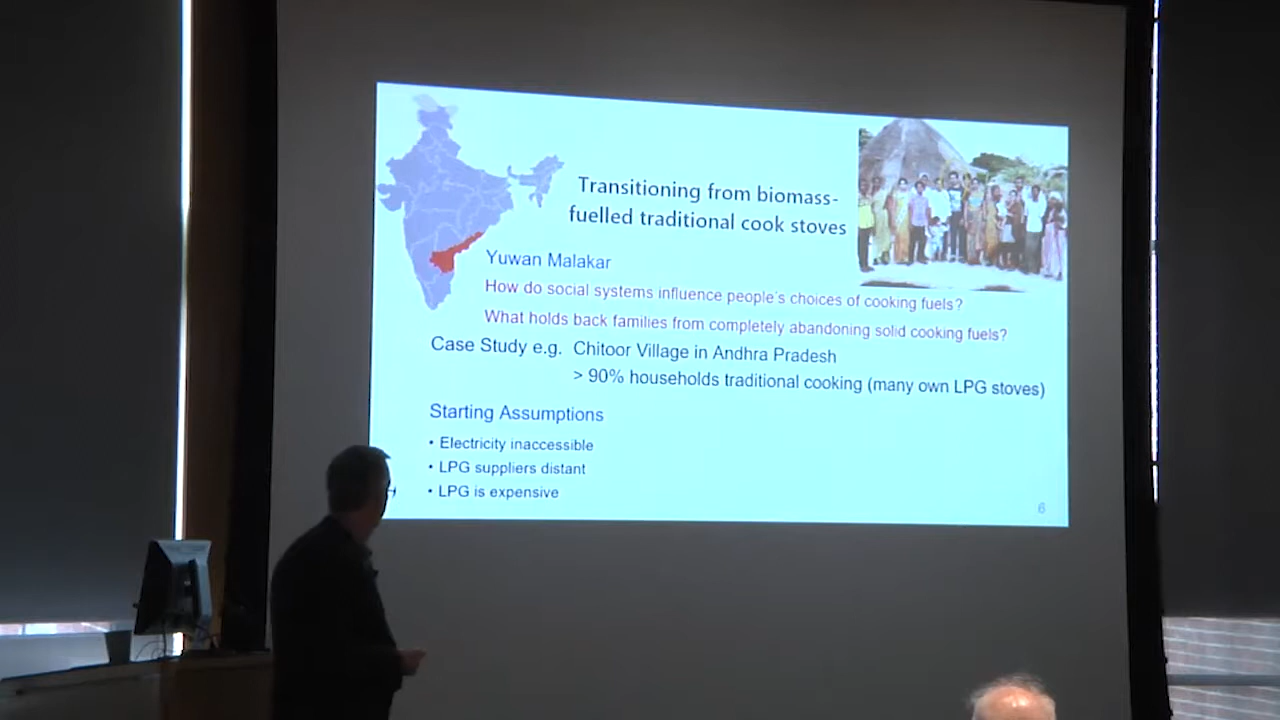 Transitioning from biomass-
fuelled traditional cook stoves
Yuwan Malakar
How do social systems influence people's choices of cooking fuels?
What holds back families from completely abandoning solid cooking fuels?
Case Study e.g. Chitoor Village in Andhra Pradesh
> 90% households traditional cooking (many own LPG stoves)
Starting Assumptions
• Electricity inaccessible
• LPG suppliers distant
• LPG is expensive
6